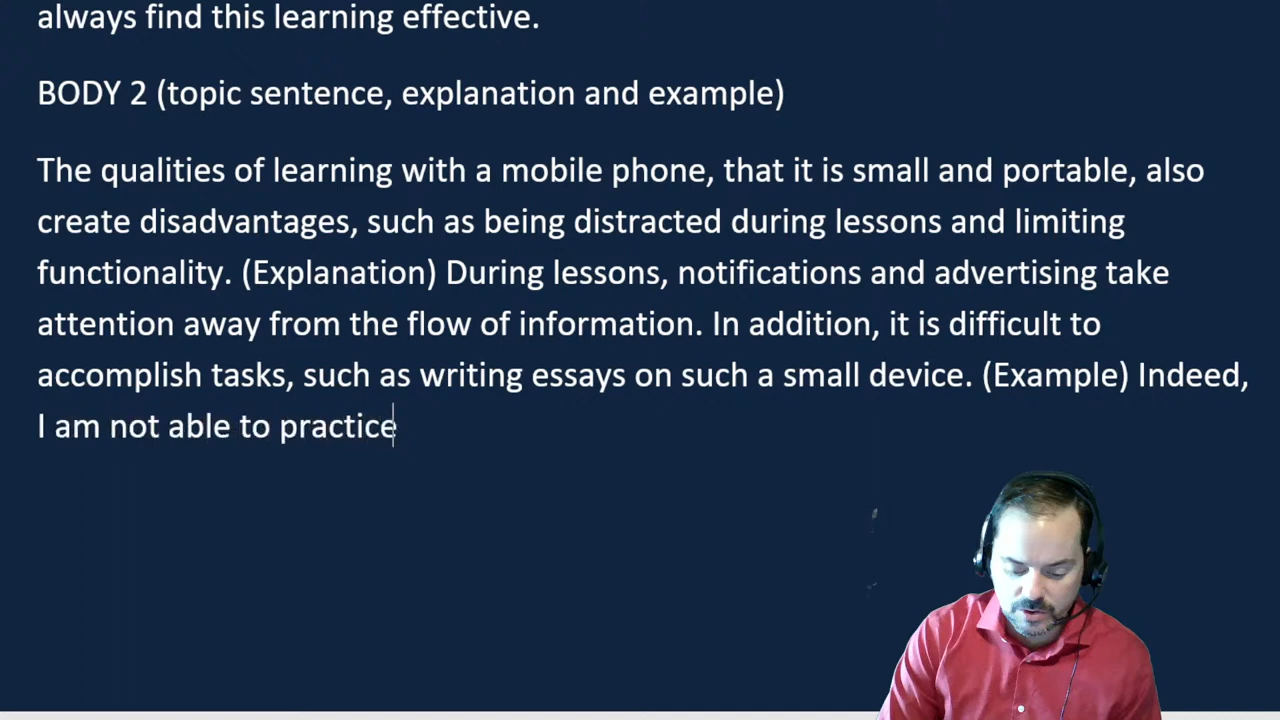 always find this learning effective.
BODY 2 (topic sentence, explanation and example)
The qualities of learning with a mobile phone, that it is small and portable, also
create disadvantages, such as being distracted during lessons and limiting
functionality. (Explanation) During lessons, notifications and advertising take
attention away from the flow of information. In addition, it is difficult to
accomplish tasks, such as writing essays on such a small device. (Example) Indeed,
I am not able to practice